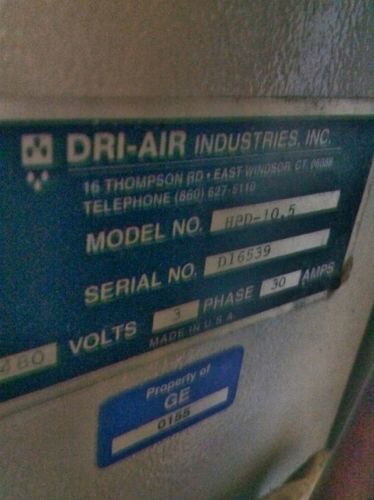 DRI-AIR INDUSTRIES, INC.
16 THOMPSON RD • EAST WINDSOR, CT. 06088
TELEPHONE (860) 627-5110
MODEL NO. HPD-10.5
SERIAL NO. D16539
460 VOLTS 3 PHASE 30 AMPS
MADE IN U.S.A.
Property of
GE
0155